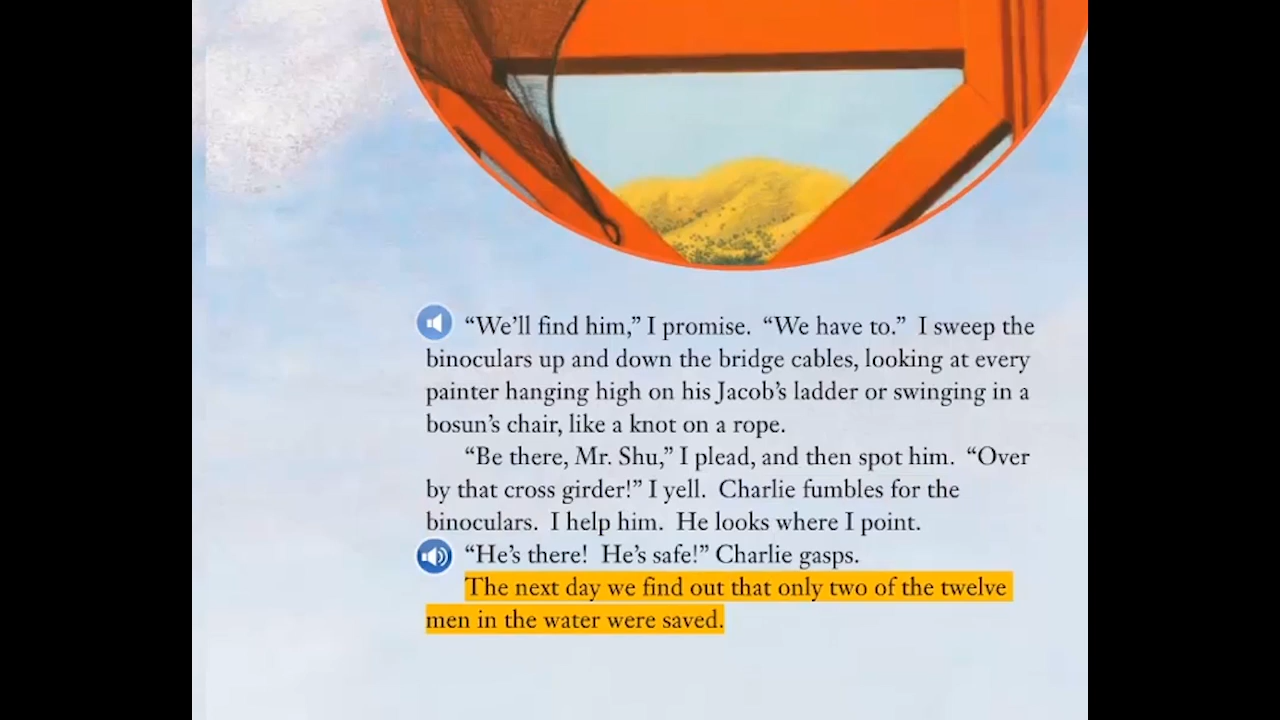 “We’ll find him,” I promise.  “We have to.”  I sweep the
binoculars up and down the bridge cables, looking at every
painter hanging high on his Jacob’s ladder or swinging in a
bosun’s chair, like a knot on a rope.
“Be there, Mr. Shu,” I plead, and then spot him.  “Over
by that cross girder!” I yell.  Charlie fumbles for the
binoculars.  I help him.  He looks where I point.
“He’s there!  He’s safe!” Charlie gasps.
The next day we find out that only two of the twelve
men in the water were saved.